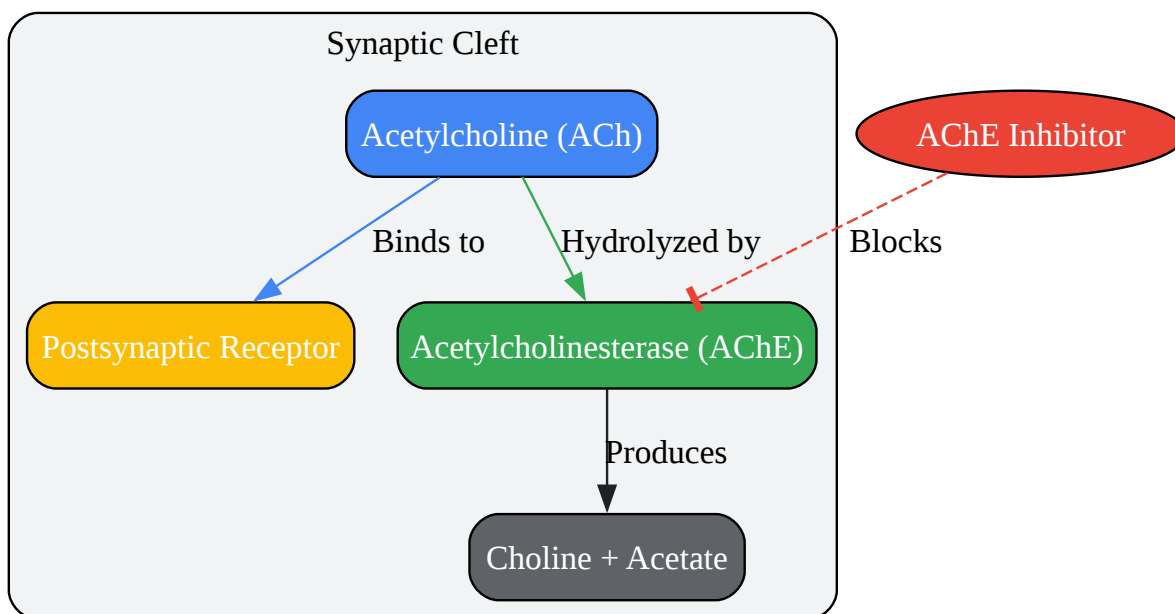 Synaptic Cleft
Acetylcholine (ACh)
AChE Inhibitor
Binds to
Hydrolyzed by
Blocks
Postsynaptic Receptor
Acetylcholinesterase (AChE)
Produces
Choline + Acetate